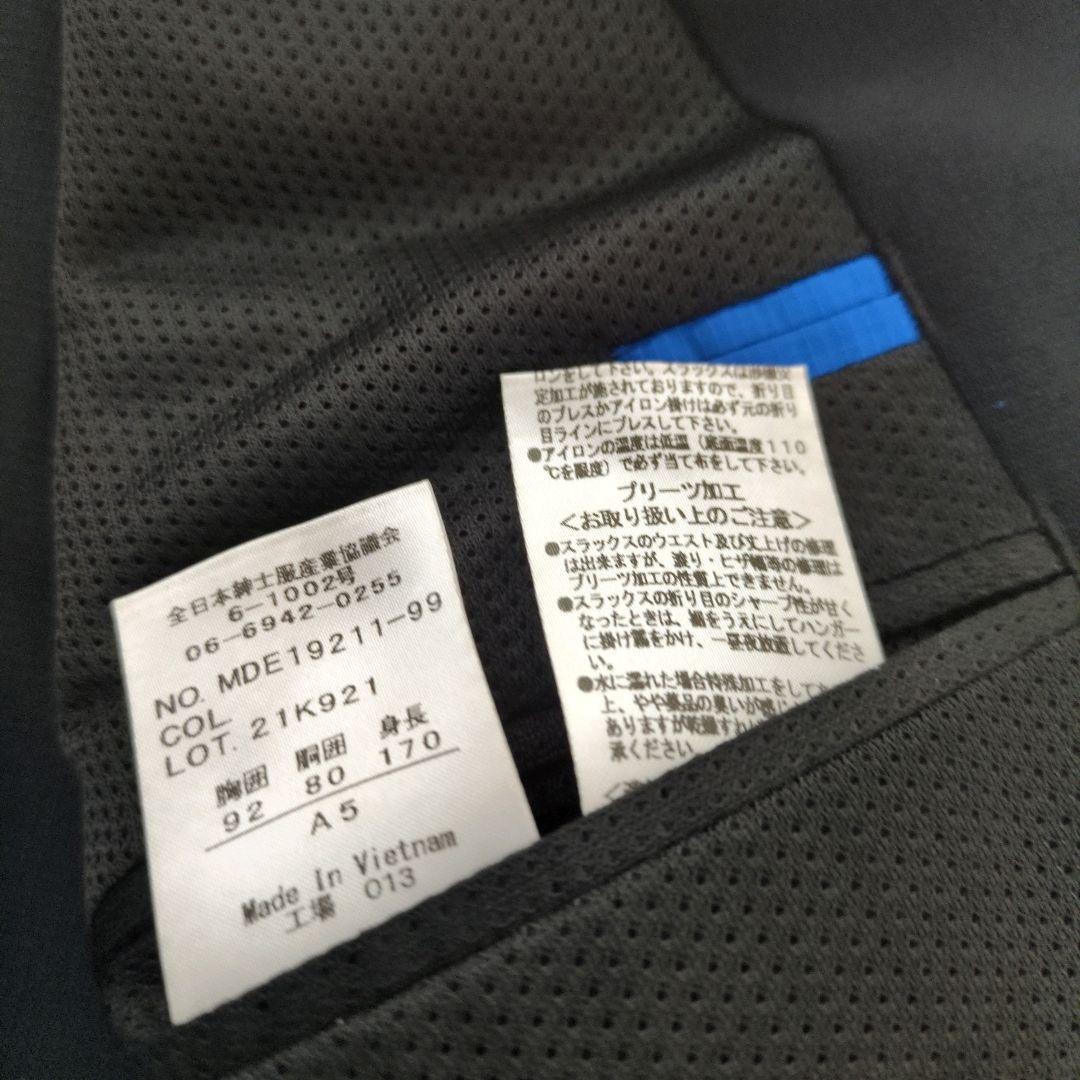 全日本紳士服産業協議会
6-1002号
06-6942-0255
NO. MDE19211-99
COL
LOT. 21K921
胸囲 胴囲 身長
92 80 170
A5
Made In Vietnam
工場 013
ロンをして下さい。スラックスは
定加工が施されておりますので、折り目
のプレスかアイロン掛けは必ず元の折り
目ラインにプレスして下さい。
●アイロンの温度は低温(底面温度110
℃を限度)で必ず当て布をして下さい。
プリーツ加工
<お取り扱い上のご注意>
●スラックスのウエスト及び丈上げの修理
は出来ますが、渡り・ヒザ幅等の修理は
プリーツ加工の性質上できません。
●スラックスの折り目のシャープ性が甘く
なったときは、裾をうえにしてハンガー
に掛け霧をかけ、一昼夜放置してくださ
い。
●水に濡れた場合特殊加工をしてお
上、やや薬品の臭いが感じ
ありますが乾燥すれ
承ください。